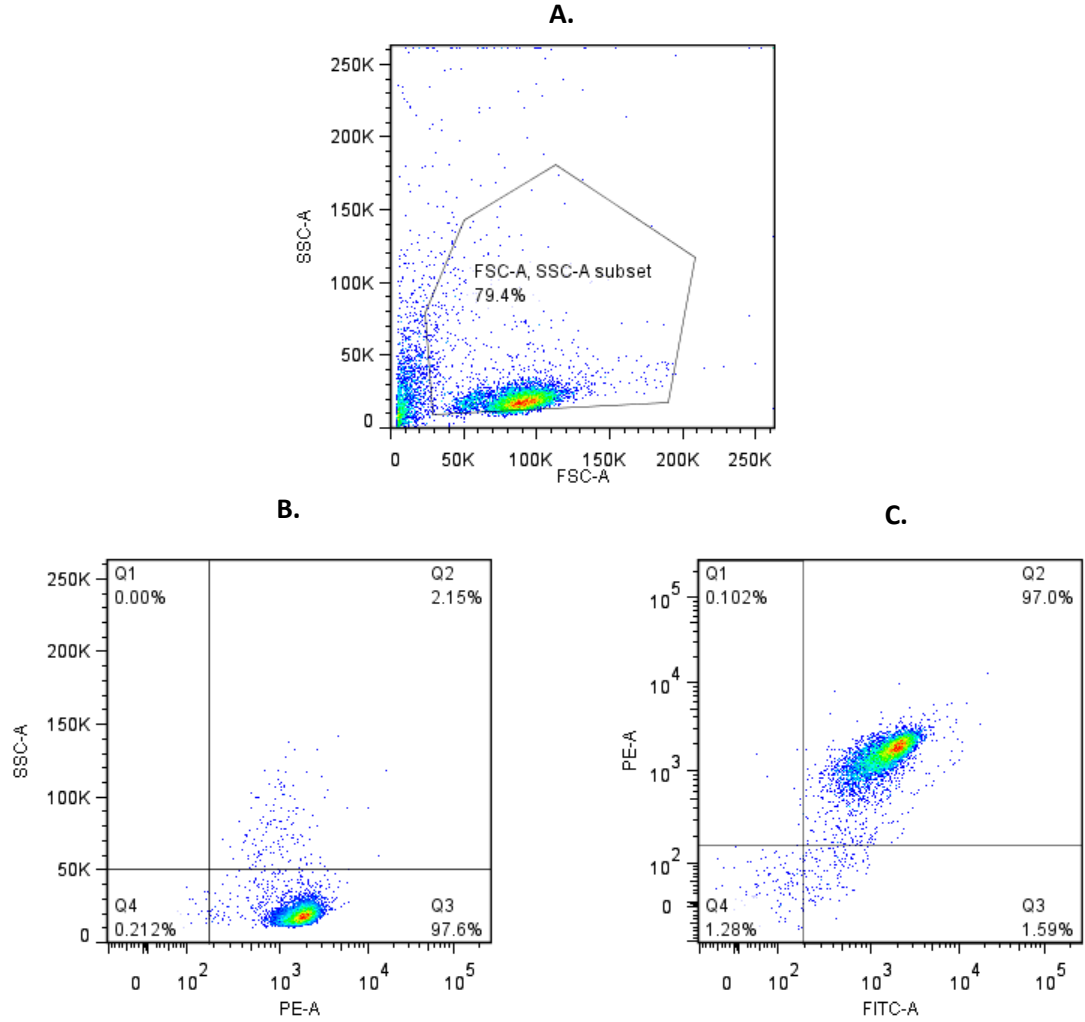 A.
250K
200K
150K
100K
50K
0
SSC-A
FSC-A, SSC-A subset
79.4%
0 50K 100K 150K 200K 250K
FSC-A
B.
Q1
0.00%
Q2
2.15%
Q4
0.212%
Q3
97.6%
250K
200K
150K
100K
50K
0
SSC-A
0 10² 10³ 10⁴ 10⁵
PE-A
C.
Q1
0.102%
Q2
97.0%
Q4
1.28%
Q3
1.59%
10⁵
10⁴
10³
10²
0
PE-A
0 10² 10³ 10⁴ 10⁵
FITC-A